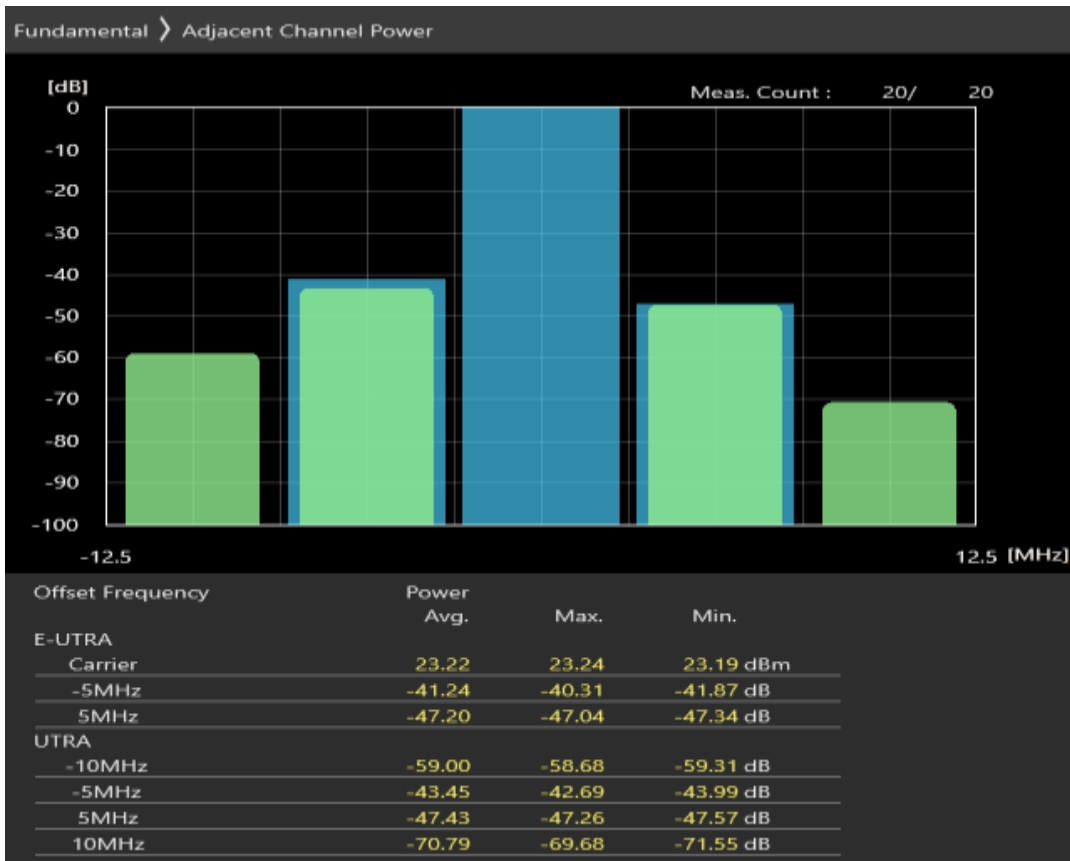 Fundamental 〉 Adjacent Channel Power
[dB]
Meas. Count : 20/ 20
0
-10
-20
-30
-40
-50
-60
-70
-80
-90
-100
-12.5 12.5 [MHz]
Offset Frequency Power
Avg. Max. Min.
E-UTRA
Carrier 23.22 23.24 23.19 dBm
-5MHz -41.24 -40.31 -41.87 dB
5MHz -47.20 -47.04 -47.34 dB
UTRA
-10MHz -59.00 -58.68 -59.31 dB
-5MHz -43.45 -42.69 -43.99 dB
5MHz -47.43 -47.26 -47.57 dB
10MHz -70.79 -69.68 -71.55 dB